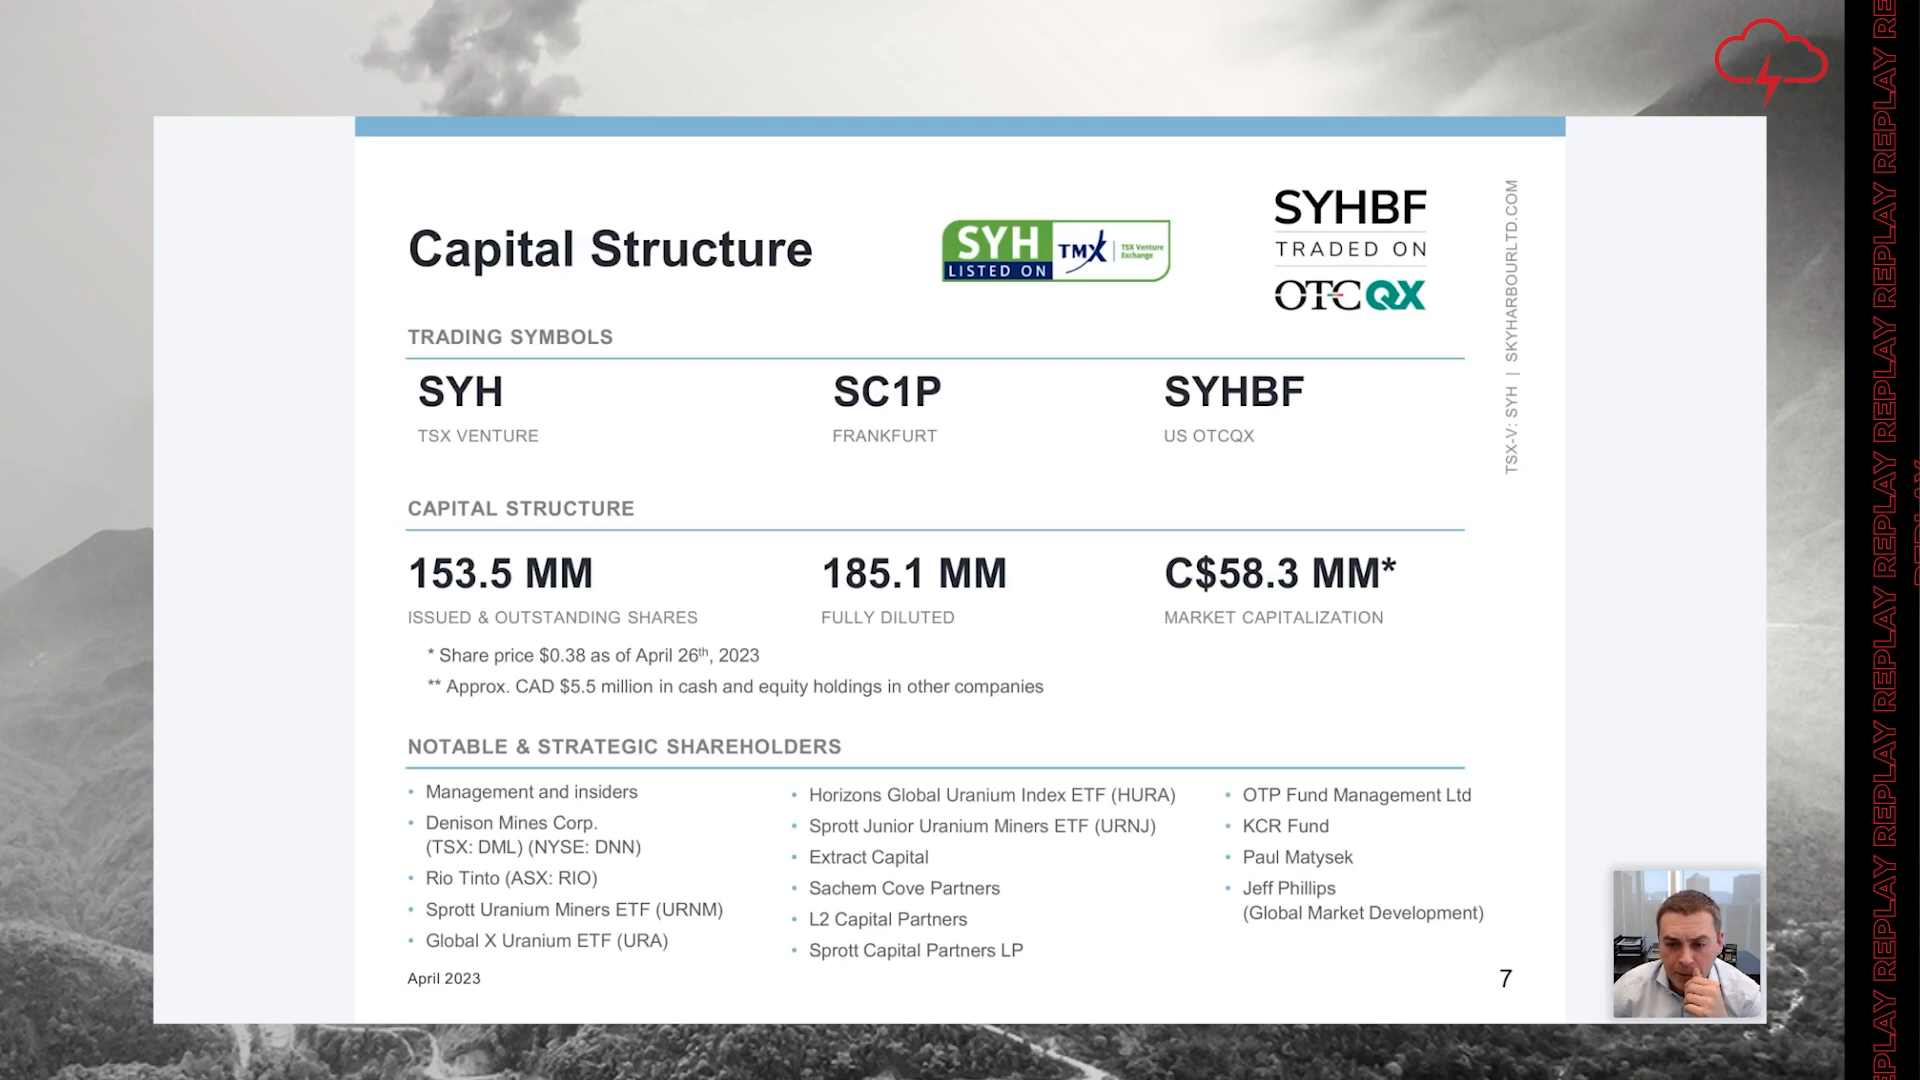 Capital Structure
SYH
LISTED ON
TMX
TSX Venture
Exchange
SYHBF
TRADED ON
OTCQX
TSX-V: SYH | SKYHARBOURLTD.COM
TRADING SYMBOLS
SYH
TSX VENTURE
SC1P
FRANKFURT
SYHBF
US OTCQX
CAPITAL STRUCTURE
153.5 MM
ISSUED & OUTSTANDING SHARES
185.1 MM
FULLY DILUTED
C$58.3 MM*
MARKET CAPITALIZATION
* Share price $0.38 as of April 26th, 2023
** Approx. CAD $5.5 million in cash and equity holdings in other companies
NOTABLE & STRATEGIC SHAREHOLDERS
• Management and insiders
• Denison Mines Corp.
(TSX: DML) (NYSE: DNN)
• Rio Tinto (ASX: RIO)
• Sprott Uranium Miners ETF (URNM)
• Global X Uranium ETF (URA)
• Horizons Global Uranium Index ETF (HURA)
• Sprott Junior Uranium Miners ETF (URNJ)
• Extract Capital
• Sachem Cove Partners
• L2 Capital Partners
• Sprott Capital Partners LP
• OTP Fund Management Ltd
• KCR Fund
• Paul Matysek
• Jeff Phillips
(Global Market Development)
April 2023
7
REPLAY REPLAY REPLAY REPLAY REPLAY REPLAY REPLAY REPLAY REPLAY